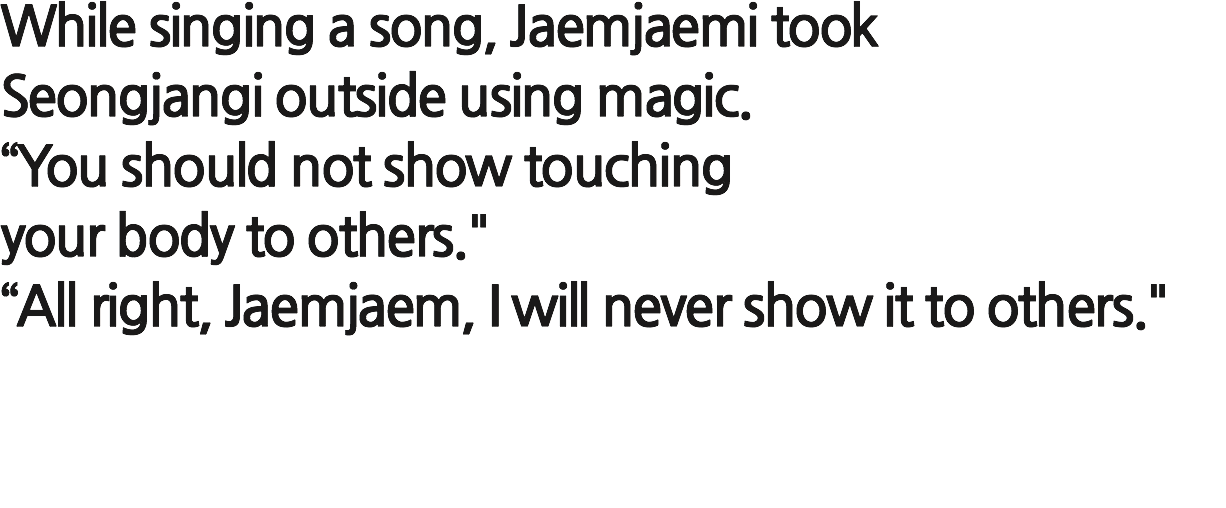 While singing a song, Jaemjaemi took
Seongjangi outside using magic.
“You should not show touching
your body to others."
“All right, Jaemjaem, I will never show it to others."